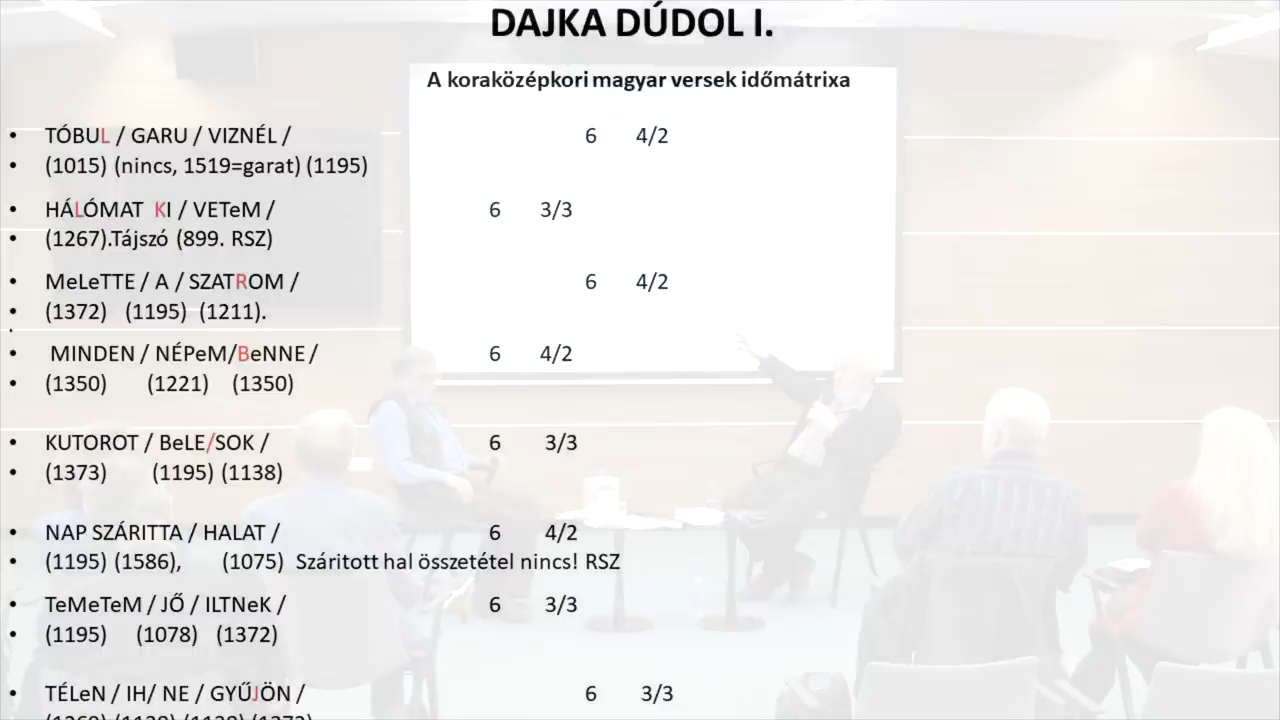 DAJKA DÚDOL I.
A koraközépkori magyar versek időmátrixa
• TÓBUL / GARU / VIZNÉL / 6 4/2
• (1015) (nincs, 1519=garat) (1195)
• HÁLÓMAT KI / VETeM / 6 3/3
• (1267).Tájszó (899. RSZ)
• MeLeTTE / A / SZATROM / 6 4/2
• (1372) (1195) (1211).
•
• MINDEN / NÉPeM/BeNNE / 6 4/2
• (1350) (1221) (1350)
• KUTOROT / BeLE/SOK / 6 3/3
• (1373) (1195) (1138)
• NAP SZÁRITTA / HALAT / 6 4/2
• (1195) (1586), (1075) Száritott hal összetétel nincs! RSZ
• TeMeTeM / JŐ / ILTNeK / 6 3/3
• (1195) (1078) (1372)
• TÉLeN / IH/ NE / GYŰJÖN / 6 3/3